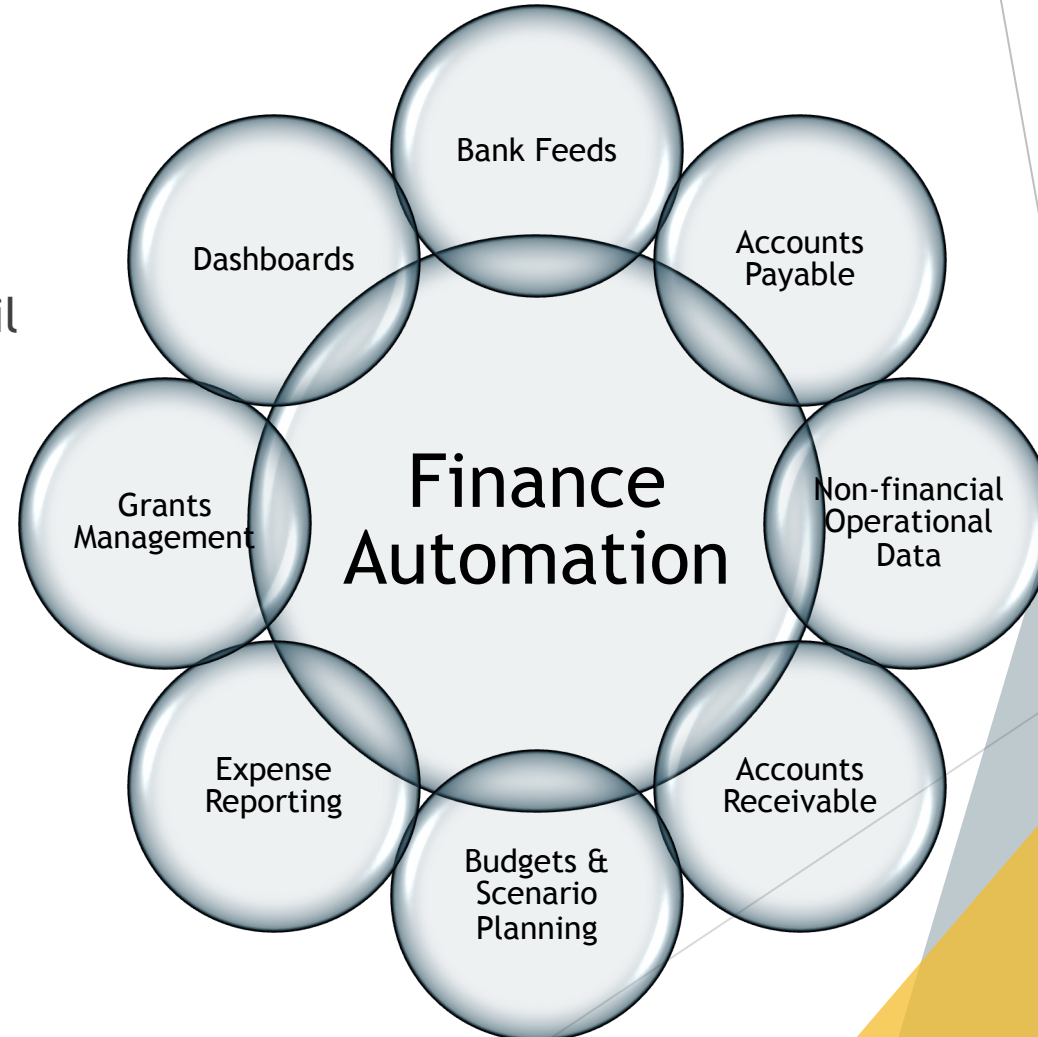 Bank Feeds
Dashboards
Accounts
Payable
il
Finance
Automation
Grants
Management
Non-financial
Operational
Data
Expense
Reporting
Accounts
Receivable
Budgets &
Scenario
Planning